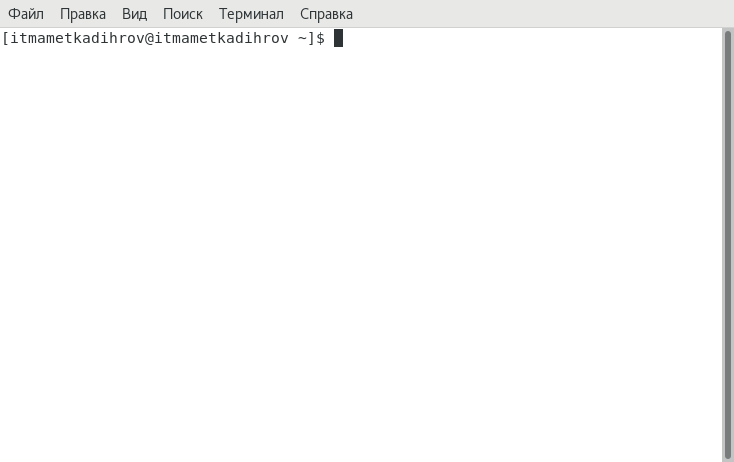 Файл Правка Вид Поиск Терминал Справка
[itmametkadihrov@itmametkadihrov ~]$